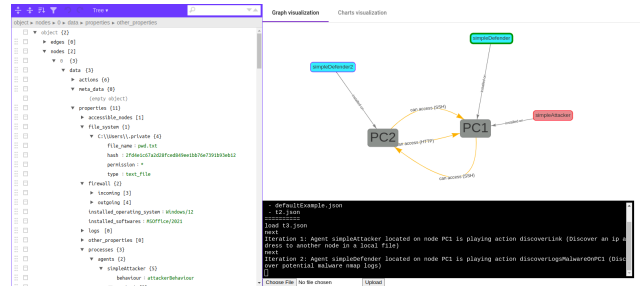 Tree
object ▸ nodes ▸ 0 ▸ data ▸ properties ▸ other_properties
object {2}
edges [0]
nodes [2]
0 {3}
data {3}
actions {6}
meta_data {0}
(empty object)
properties {11}
accessible_nodes [1]
file_system {1}
C:\\Users\\.private {4}
file_name : pwd.txt
permission : *
type : text_file
firewall {2}
incoming [3]
outgoing [4]
installed_operating_system : Windows/12
installed_softwares : MSOffice/2021
logs [0]
other_properties [0]
processes {3}
agents {2}
simpleAttacker {5}
behaviour : attackerBehaviour
Graph visualization
Charts visualization
simpleDefender
simpleDefender2
simpleAttacker
can access (SSH)
PC1
PC2
can access (HTTP)
can access (SSH)
- defaultExample.json
- t2.json
==========
load t3.json
next
Iteration 1: Agent simpleAttacker located on node PC1 is playing action discoverLink (Discover an ip a
dress to another node in a local file)
next
Iteration 2: Agent simpleDefender located on node PC1 is playing action discoverLogsMalwareOnPC1 (Disc
over potential malware nmap logs)
Choose File No file chosen
Upload